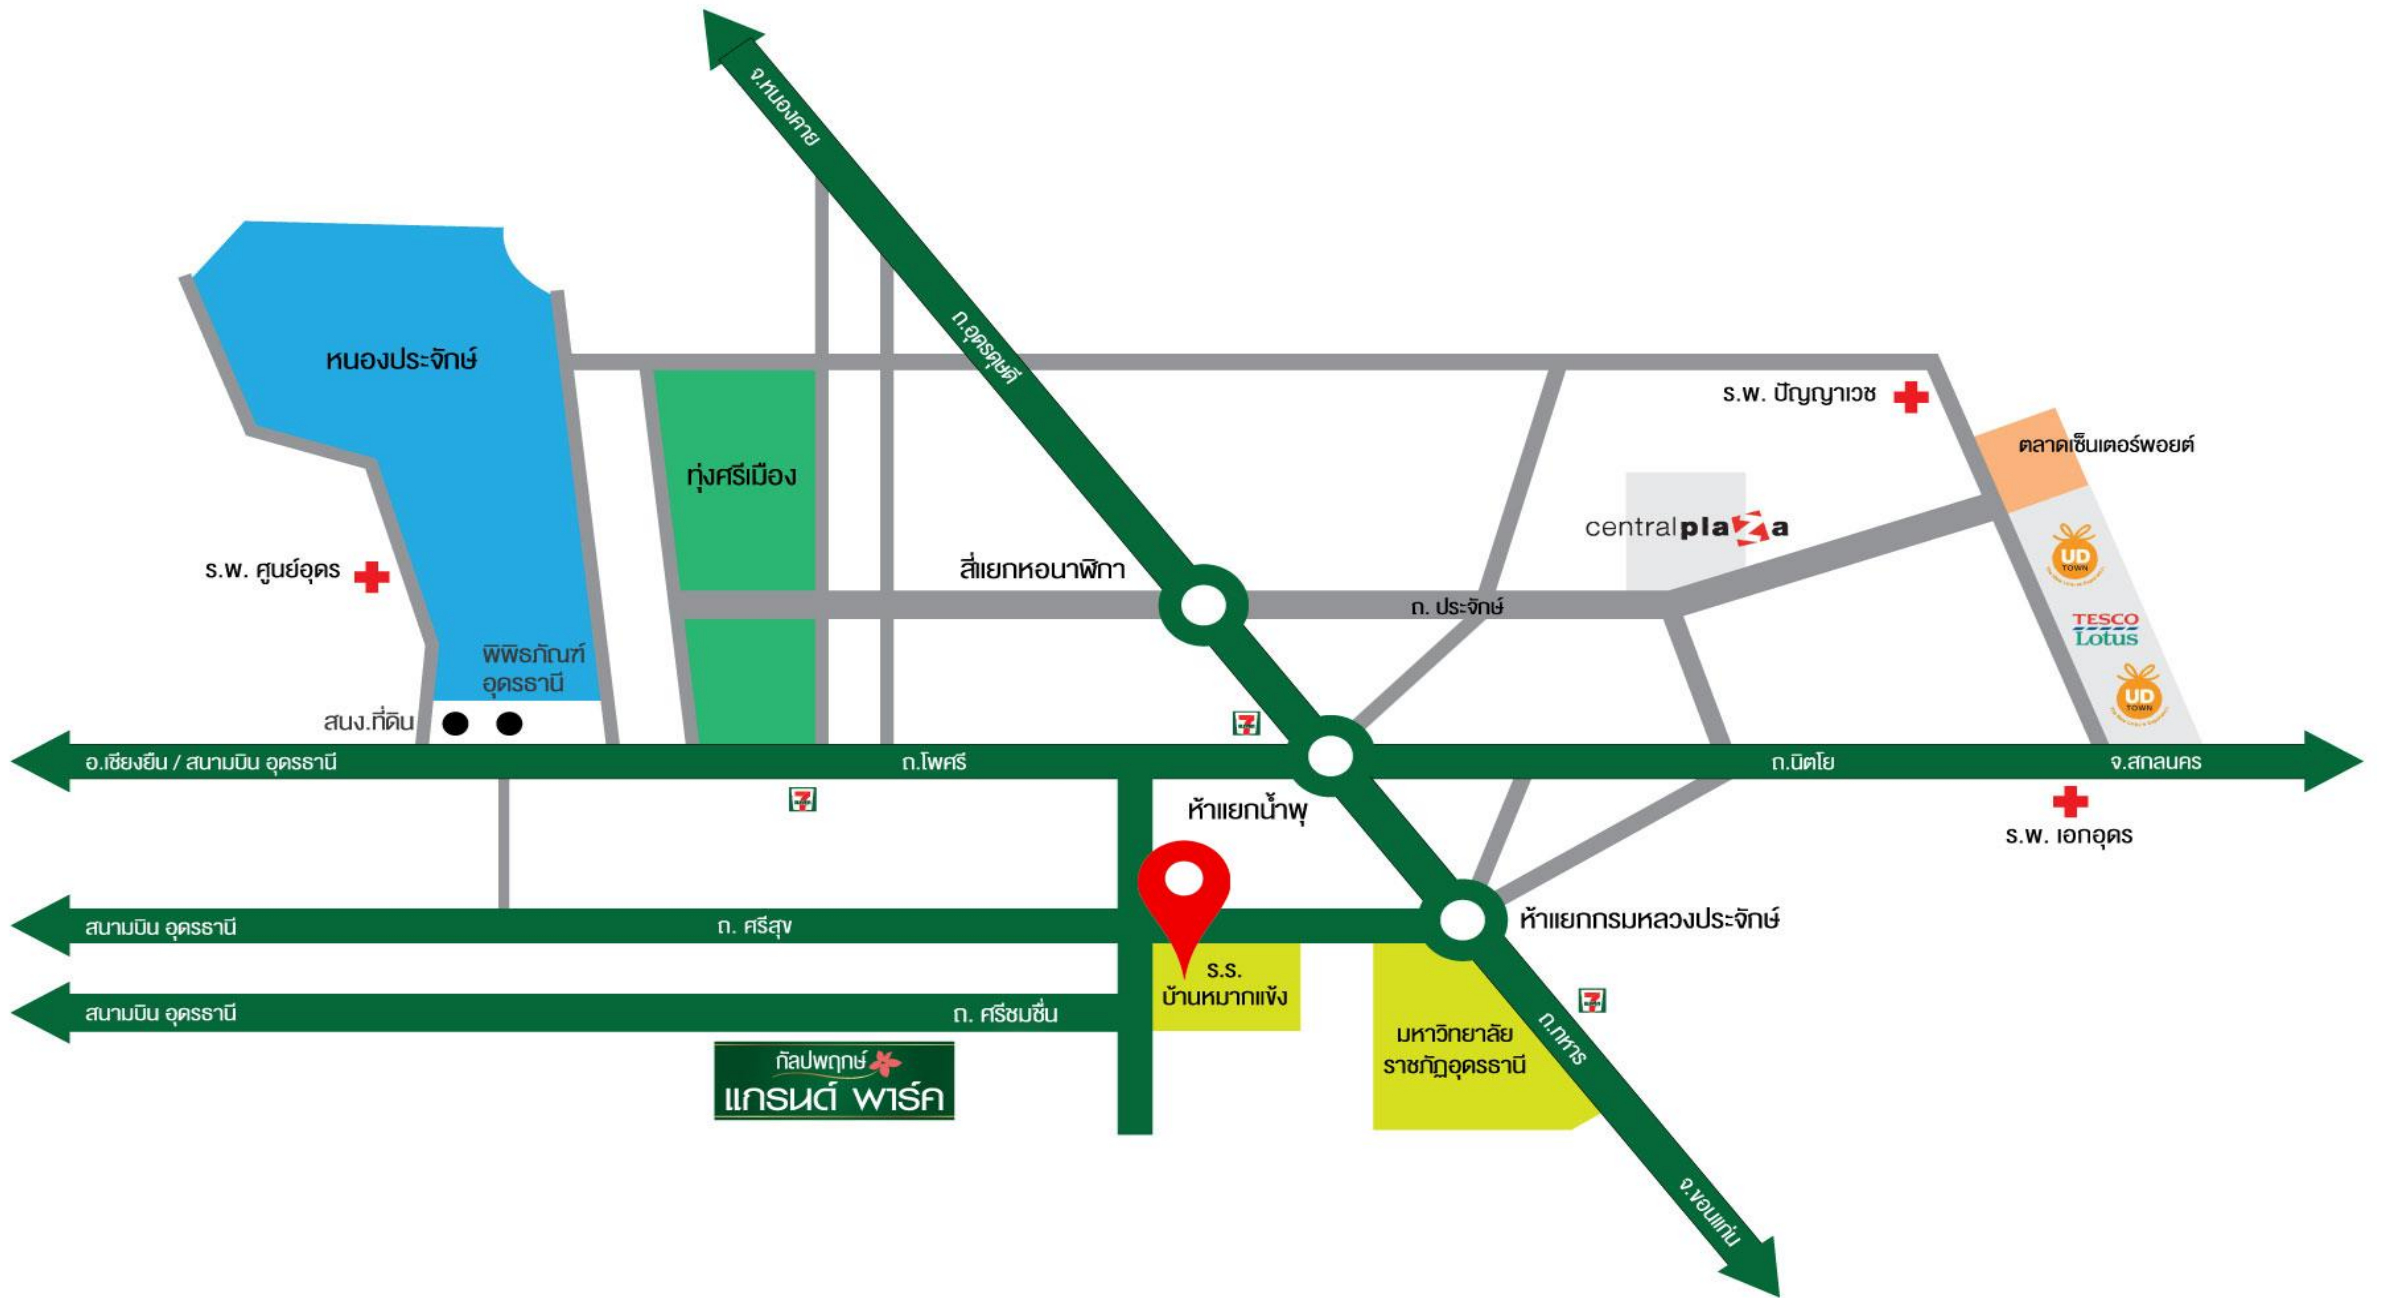 จ.หนองคาย
ถ.อุดรดุษฎี
หนองประจักษ์
ร.พ. ปัญญาเวช
ตลาดเซ็นเตอร์พอยต์
ทุ่งศรีเมือง
centralplaza
สี่แยกหอนาฬิกา
ร.พ. ศูนย์อุดร
UD
TOWN
ถ. ประจักษ์
TESCO
Lotus
พิพิธภัณฑ์
อุดรธานี
UD
TOWN
สนง.ที่ดิน
7
อ.เชียงยืน / สนามบิน อุดรธานี
ถ.โพศรี
ถ.นิตโย
จ.สกลนคร
7
ห้าแยกน้ำพุ
ร.พ. เอกอุดร
สนามบิน อุดรธานี
ถ. ศรีสุข
ห้าแยกกรมหลวงประจักษ์
ร.ร.
บ้านหมากแข้ง
7
สนามบิน อุดรธานี
ถ. ศรีชมชื่น
มหาวิทยาลัย
ราชภัฏอุดรธานี
ถ.ทหาร
กัลปพฤกษ์
แกรนด์ พาร์ค
จ.ขอนแก่น